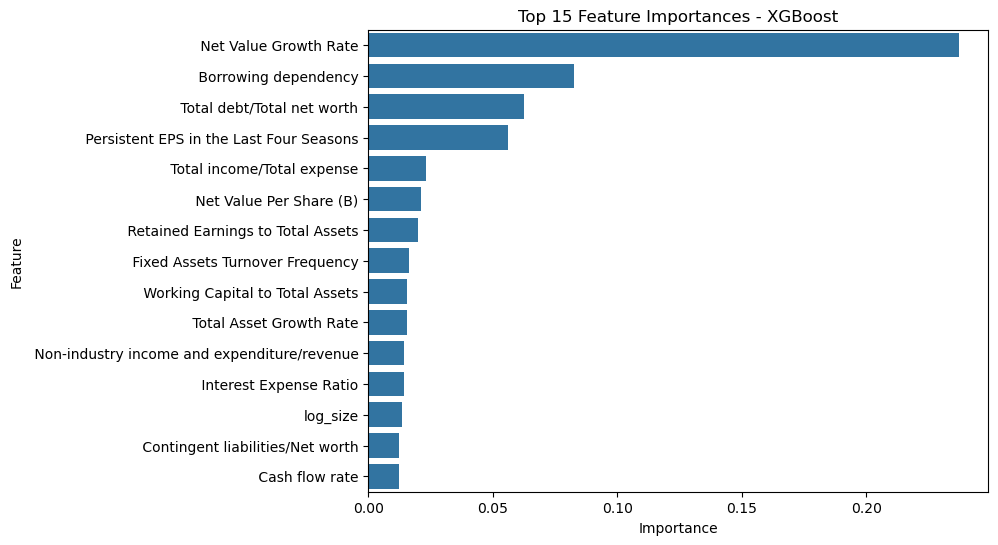 Top 15 Feature Importances - XGBoost
Net Value Growth Rate
Borrowing dependency
Total debt/Total net worth
Persistent EPS in the Last Four Seasons
Total income/Total expense
Net Value Per Share (B)
Retained Earnings to Total Assets
Fixed Assets Turnover Frequency
Working Capital to Total Assets
Total Asset Growth Rate
Non-industry income and expenditure/revenue
Interest Expense Ratio
log_size
Contingent liabilities/Net worth
Cash flow rate
Feature
0.00 0.05 0.10 0.15 0.20
Importance